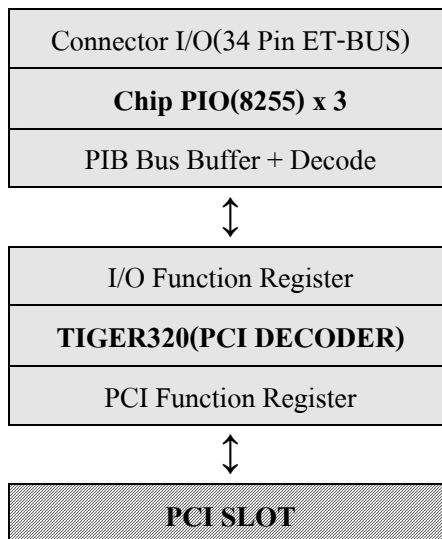 Connector I/O(34 Pin ET-BUS)
Chip PIO(8255) x 3
PIB Bus Buffer + Decode
I/O Function Register
TIGER320(PCI DECODER)
PCI Function Register
PCI SLOT